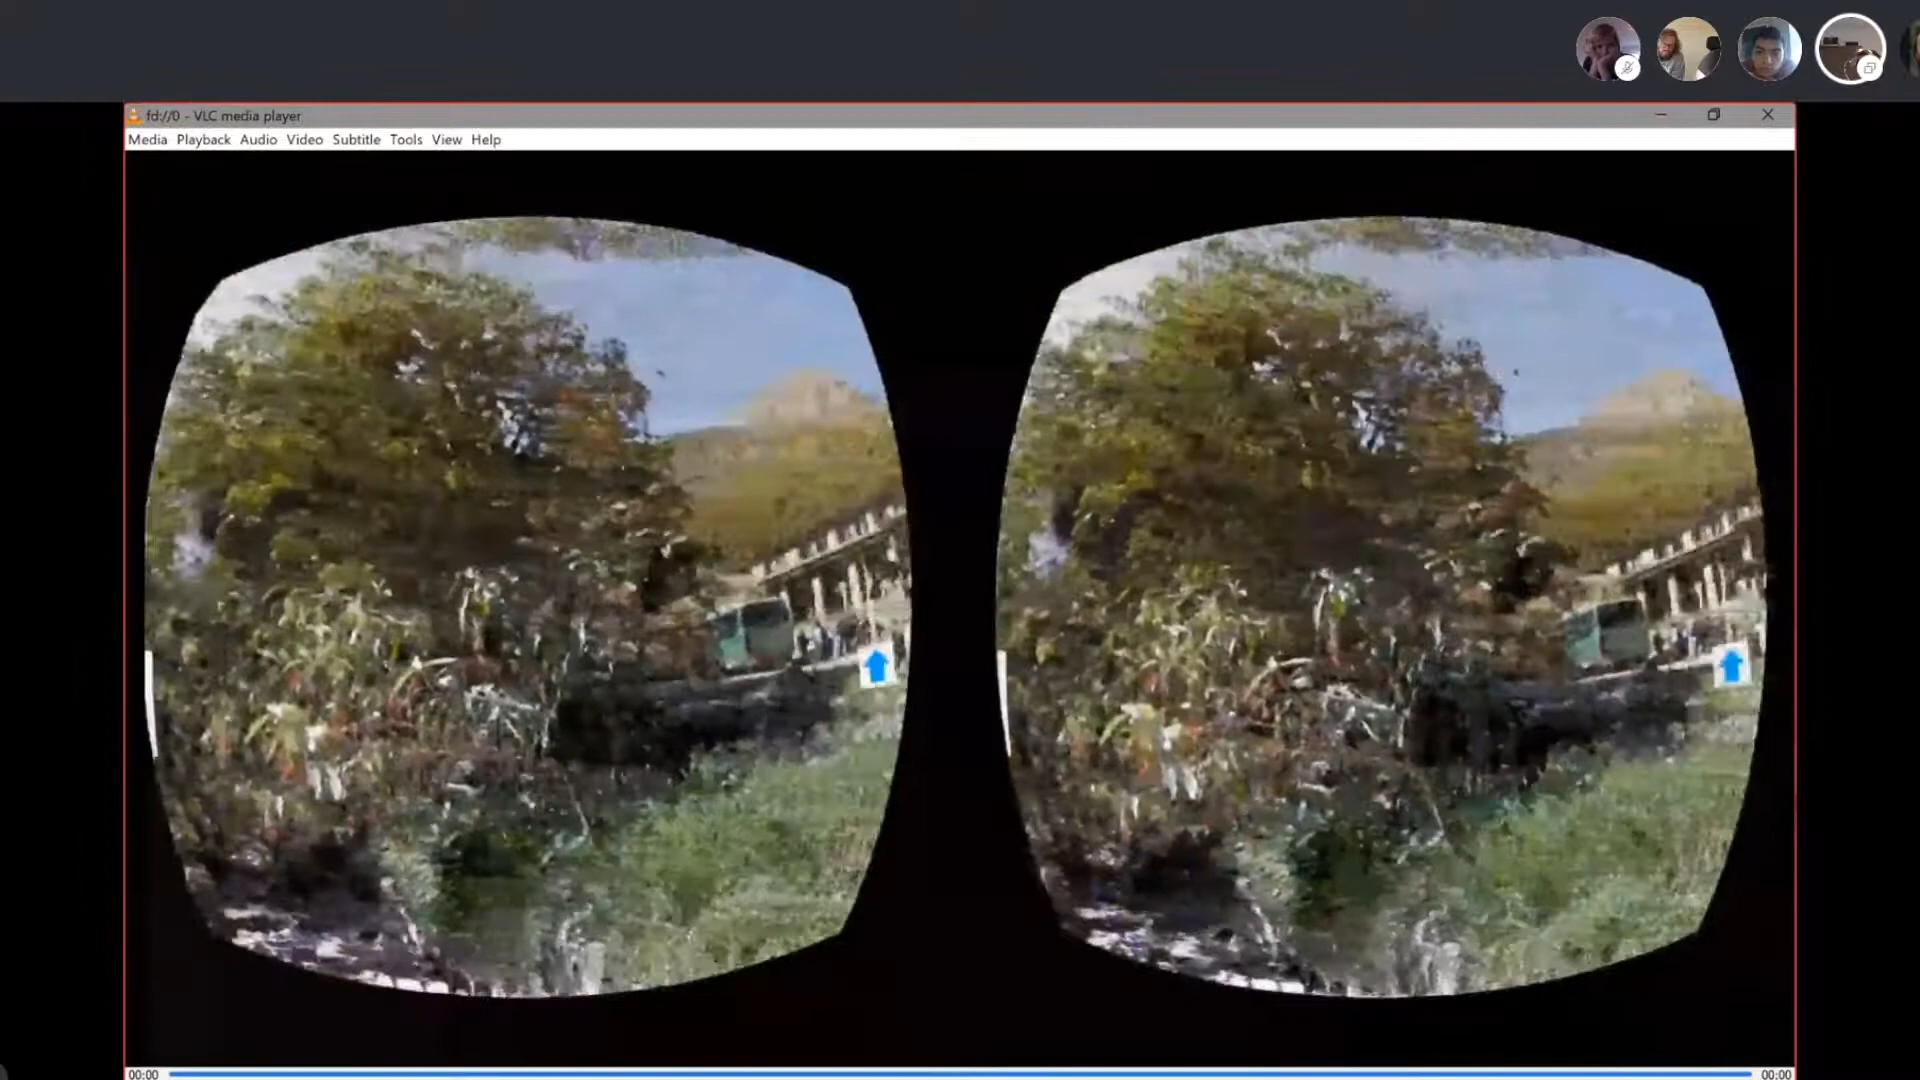 fd://0 - VLC media player
Media Playback Audio Video Subtitle Tools View Help
00:00 00:00